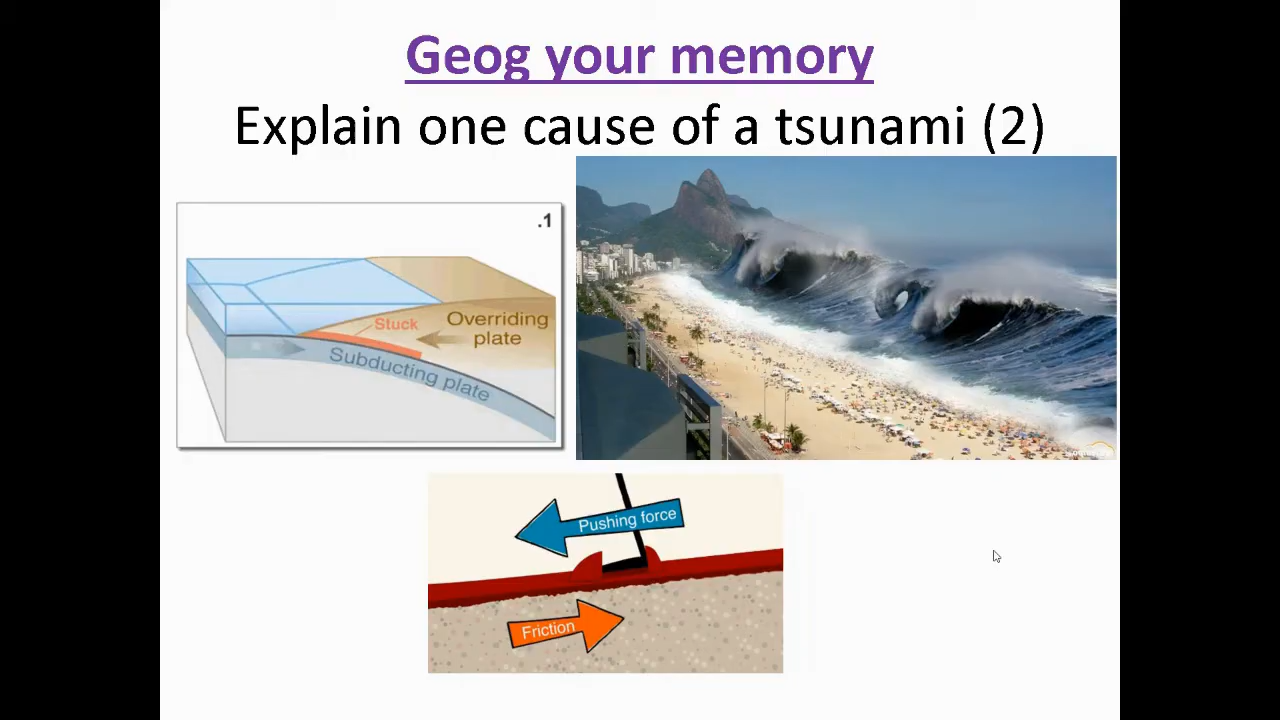 Geog your memory
Explain one cause of a tsunami (2)
.1
Stuck
Overriding
plate
Subducting plate
Pushing force
Friction